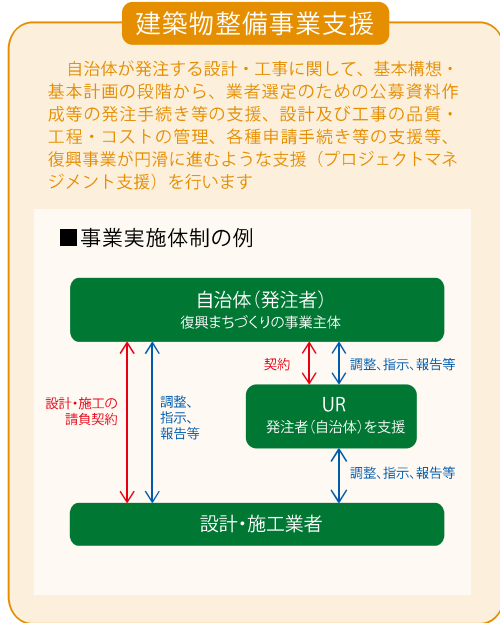 建築物整備事業支援
自治体が発注する設計・工事に関して、基本構想・
基本計画の段階から、業者選定のための公募資料作
成等の発注手続き等の支援、設計及び工事の品質・
工程・コストの管理、各種申請手続き等の支援等、
復興事業が円滑に進むような支援（プロジェクトマネ
ジメント支援）を行います
■事業実施体制の例
自治体（発注者）
復興まちづくりの事業主体
設計・施工の
請負契約
調整、
指示、
報告等
契約
調整、指示、報告等
UR
発注者（自治体）を支援
調整、指示、報告等
設計・施工業者